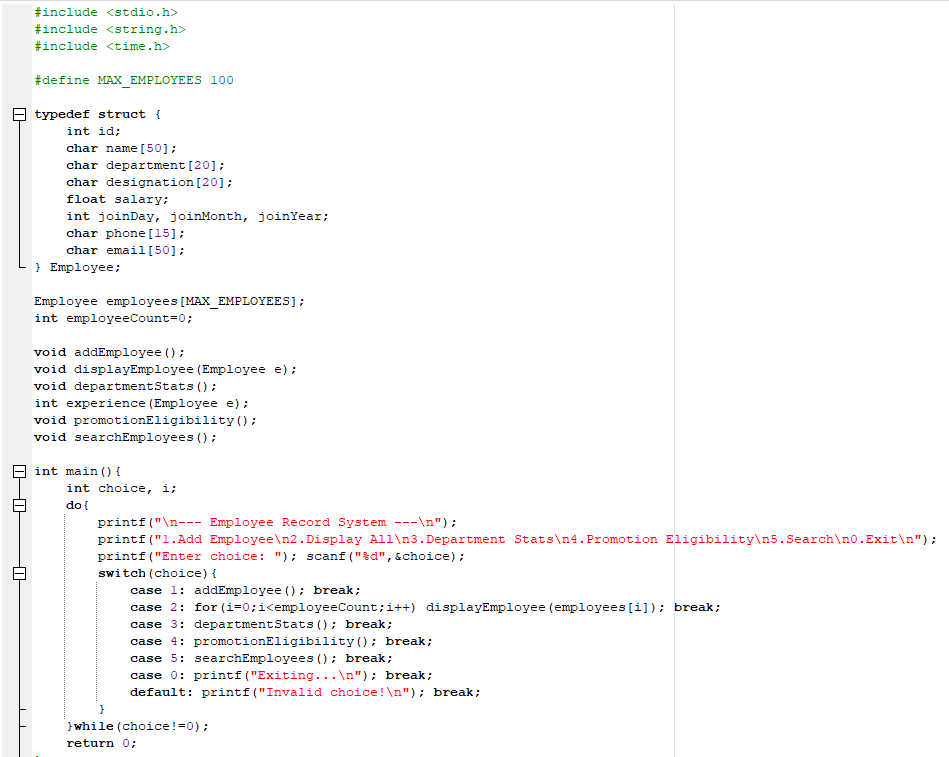 #include <stdio.h>
#include <string.h>
#include <time.h>

#define MAX_EMPLOYEES 100

typedef struct {
    int id;
    char name[50];
    char department[20];
    char designation[20];
    float salary;
    int joinDay, joinMonth, joinYear;
    char phone[15];
    char email[50];
} Employee;

Employee employees[MAX_EMPLOYEES];
int employeeCount=0;

void addEmployee();
void displayEmployee(Employee e);
void departmentStats();
int experience(Employee e);
void promotionEligibility();
void searchEmployees();

int main(){
    int choice, i;
    do{
        printf("\n--- Employee Record System ---\n");
        printf("1.Add Employee\n2.Display All\n3.Department Stats\n4.Promotion Eligibility\n5.Search\n0.Exit\n");
        printf("Enter choice: "); scanf("%d",&choice);
        switch(choice){
            case 1: addEmployee(); break;
            case 2: for(i=0;i<employeeCount;i++) displayEmployee(employees[i]); break;
            case 3: departmentStats(); break;
            case 4: promotionEligibility(); break;
            case 5: searchEmployees(); break;
            case 0: printf("Exiting...\n"); break;
            default: printf("Invalid choice!\n"); break;
        }
    }while(choice!=0);
    return 0;